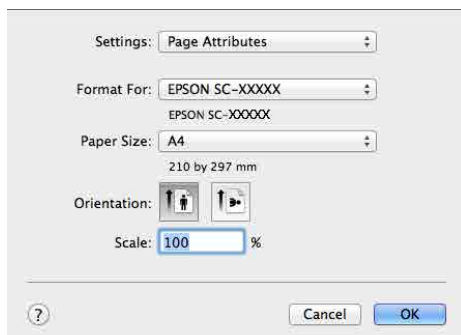 Settings: Page Attributes
Format For: EPSON SC-XXXXX
EPSON SC-XXXXX
Paper Size: A4
210 by 297 mm
Orientation:
Scale: 100 %
? Cancel OK